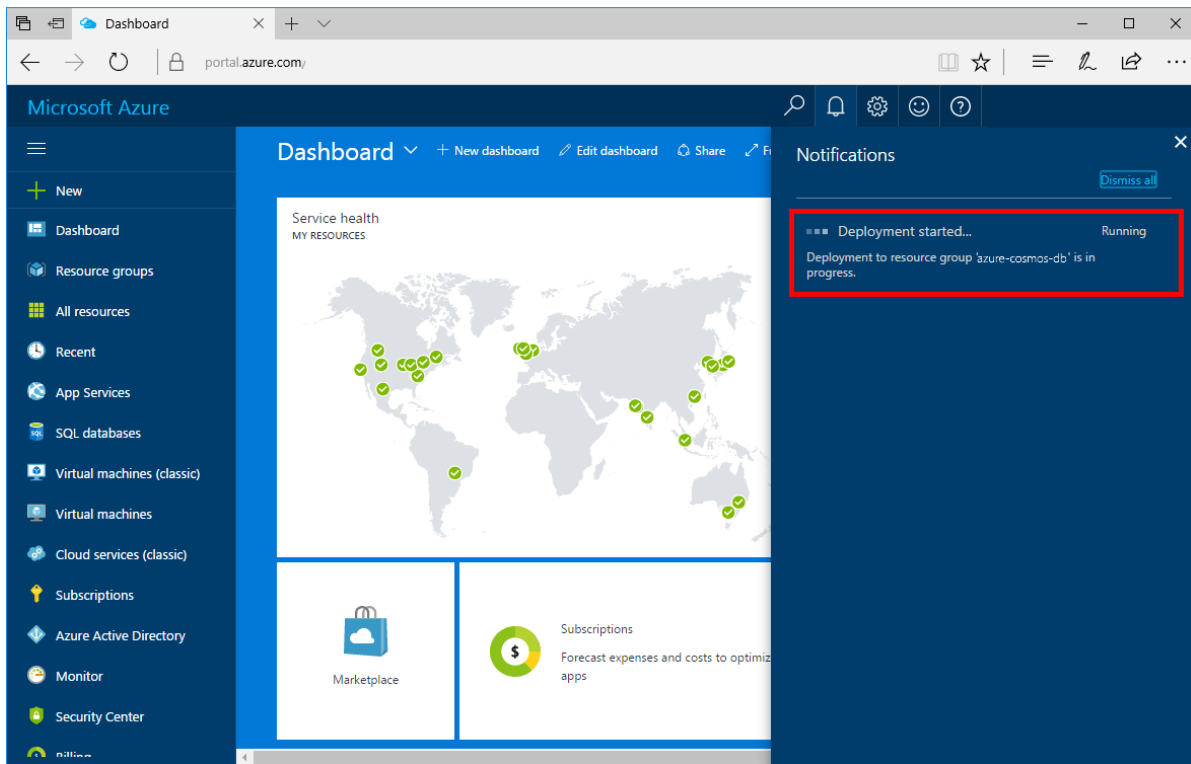 Dashboard
portal.azure.com/
Microsoft Azure
Dashboard
New dashboard
Edit dashboard
Share
Notifications
Dismiss all
New
Dashboard
Resource groups
All resources
Recent
App Services
SQL databases
Virtual machines (classic)
Virtual machines
Cloud services (classic)
Subscriptions
Azure Active Directory
Monitor
Security Center
Billing
Service health
MY RESOURCES
Deployment started... Running
Deployment to resource group 'azure-cosmos-db' is in
progress.
Marketplace
$
Subscriptions
Forecast expenses and costs to optimiz
apps